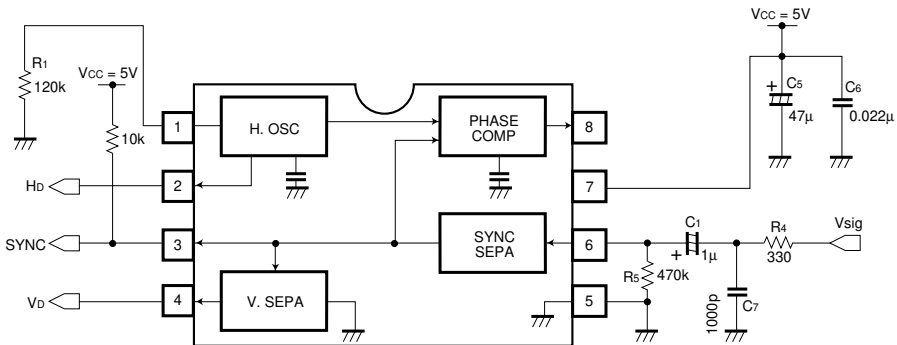 VCC = 5V
R1
120k
VCC = 5V
10k
C5
+
47μ
C6
0.022μ
1
H. OSC
PHASE
COMP
8
HD
2
7
SYNC
3
SYNC
SEPA
6
C1
+
1μ
R4
330
Vsig
R5
470k
VD
4
V. SEPA
5
1000p
C7